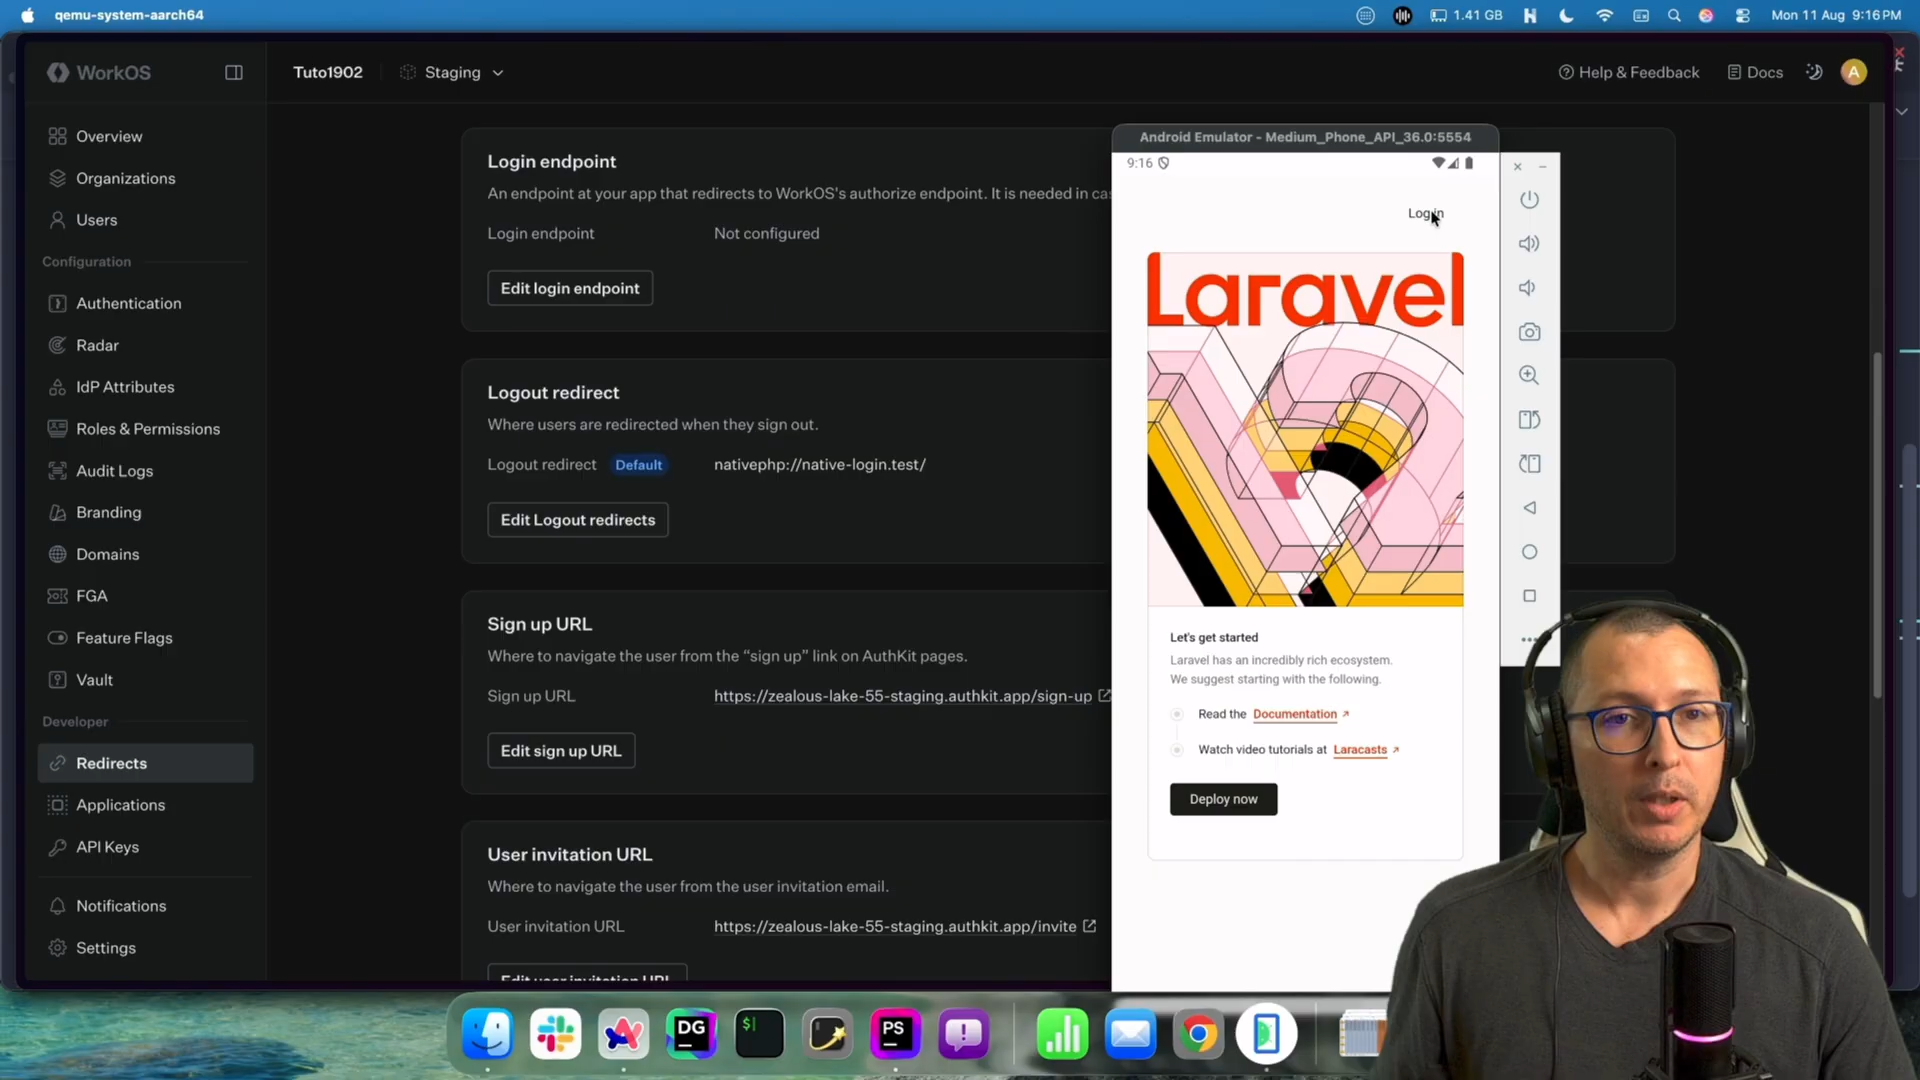 qemu-system-aarch64
1.41 GB
Mon 11 Aug 9:16 PM
WorkOS
Tuto1902
Staging
Help & Feedback
Docs
A
Overview
Organizations
Users
Configuration
Authentication
Radar
IdP Attributes
Roles & Permissions
Audit Logs
Branding
Domains
FGA
Feature Flags
Vault
Developer
Redirects
Applications
API Keys
Notifications
Settings
Login endpoint
An endpoint at your app that redirects to WorkOS's authorize endpoint. It is needed in ca
Login endpoint
Not configured
Edit login endpoint
Logout redirect
Where users are redirected when they sign out.
Logout redirect Default nativephp://native-login.test/
Edit Logout redirects
Sign up URL
Where to navigate the user from the “sign up” link on AuthKit pages.
Sign up URL https://zealous-lake-55-staging.authkit.app/sign-up
Edit sign up URL
User invitation URL
Where to navigate the user from the user invitation email.
User invitation URL https://zealous-lake-55-staging.authkit.app/invite
Edit user invitation URL
Android Emulator - Medium_Phone_API_36.0:5554
9:16
Log in
Laravel
Let's get started
Laravel has an incredibly rich ecosystem.
We suggest starting with the following.
Read the Documentation
Watch video tutorials at Laracasts
Deploy now
DG
$
PS